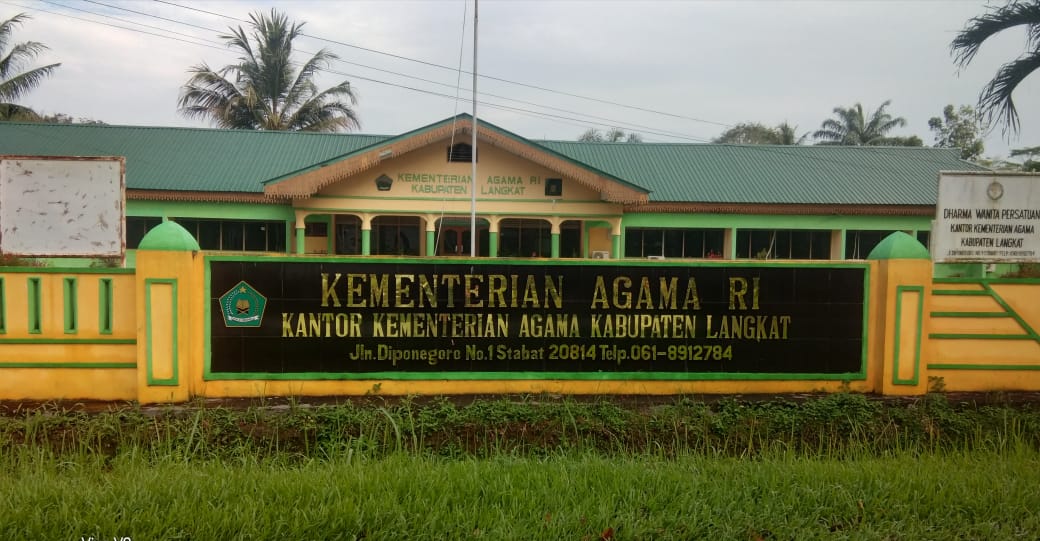 KEMENTERIAN AGAMA RI
KABUPATEN LANGKAT
DHARMA WANITA PERSATUAN
KANTOR KEMENTERIAN AGAMA
KABUPATEN LANGKAT
KEMENTERIAN AGAMA RI
KANTOR KEMENTERIAN AGAMA KABUPATEN LANGKAT
Jln.Diponegoro No.1 Stabat 20814 Telp.061-8912784